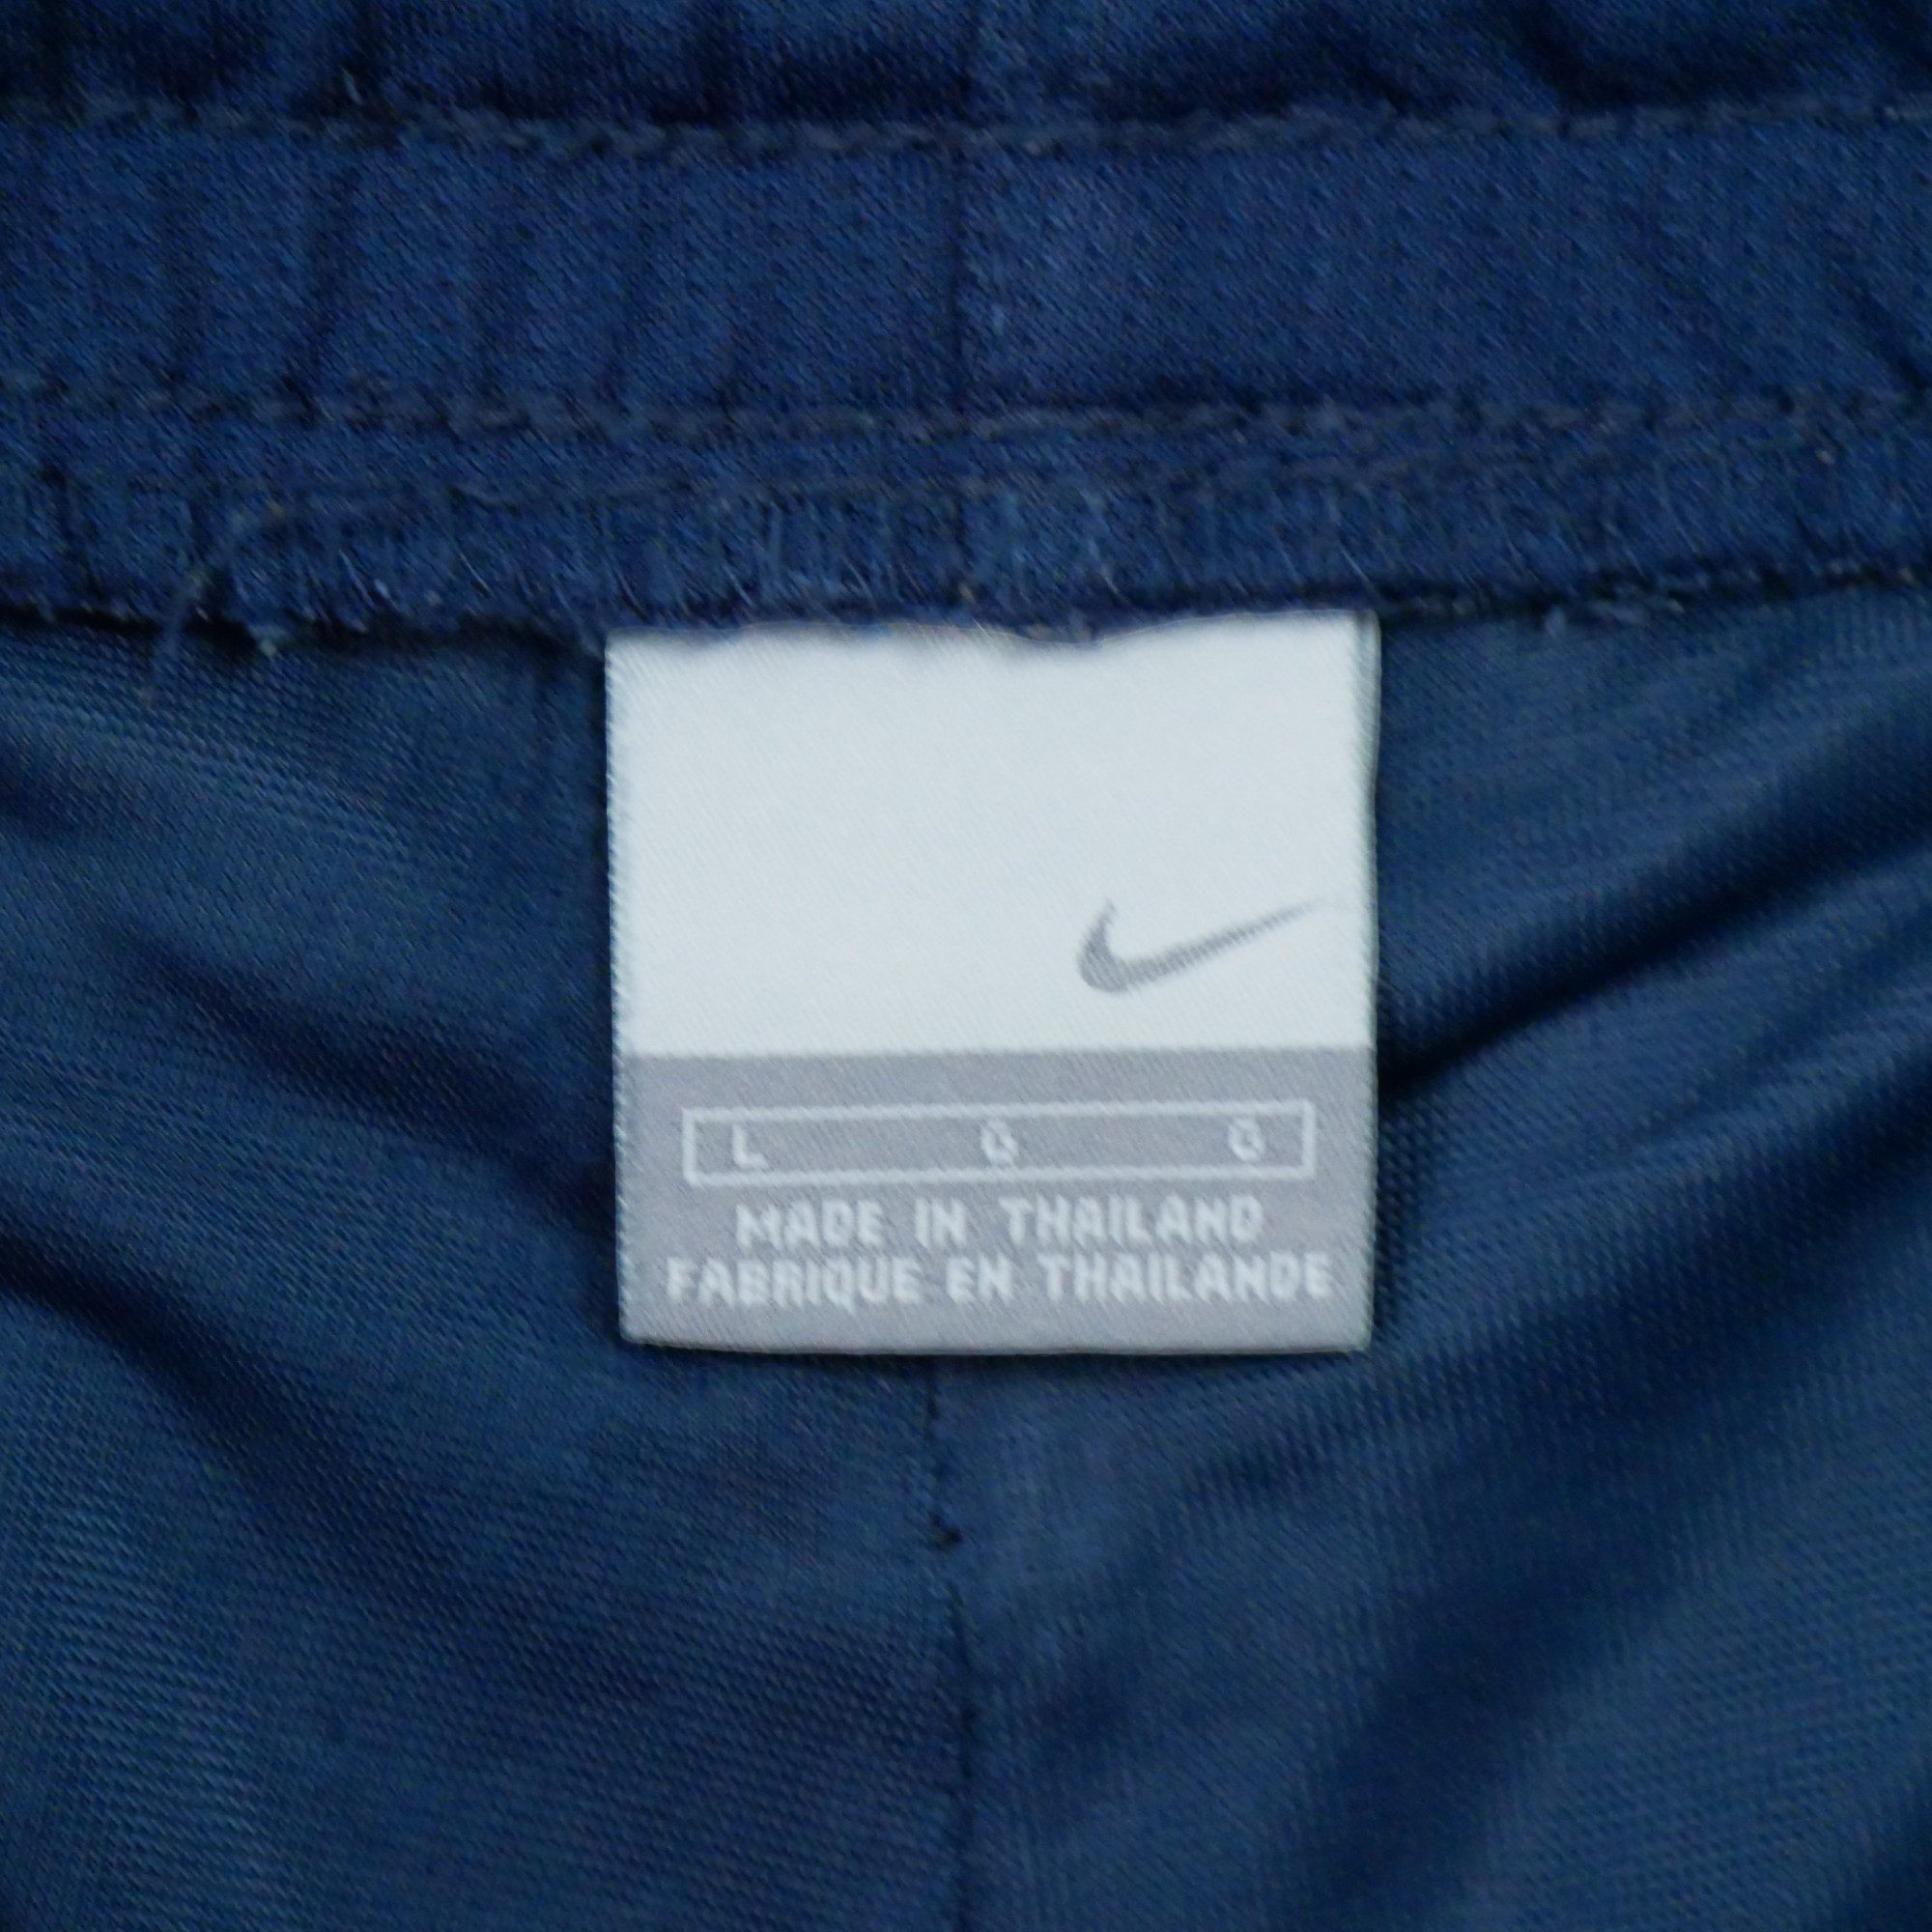 L G G
MADE IN THAILAND
FABRIQUE EN THAILANDE